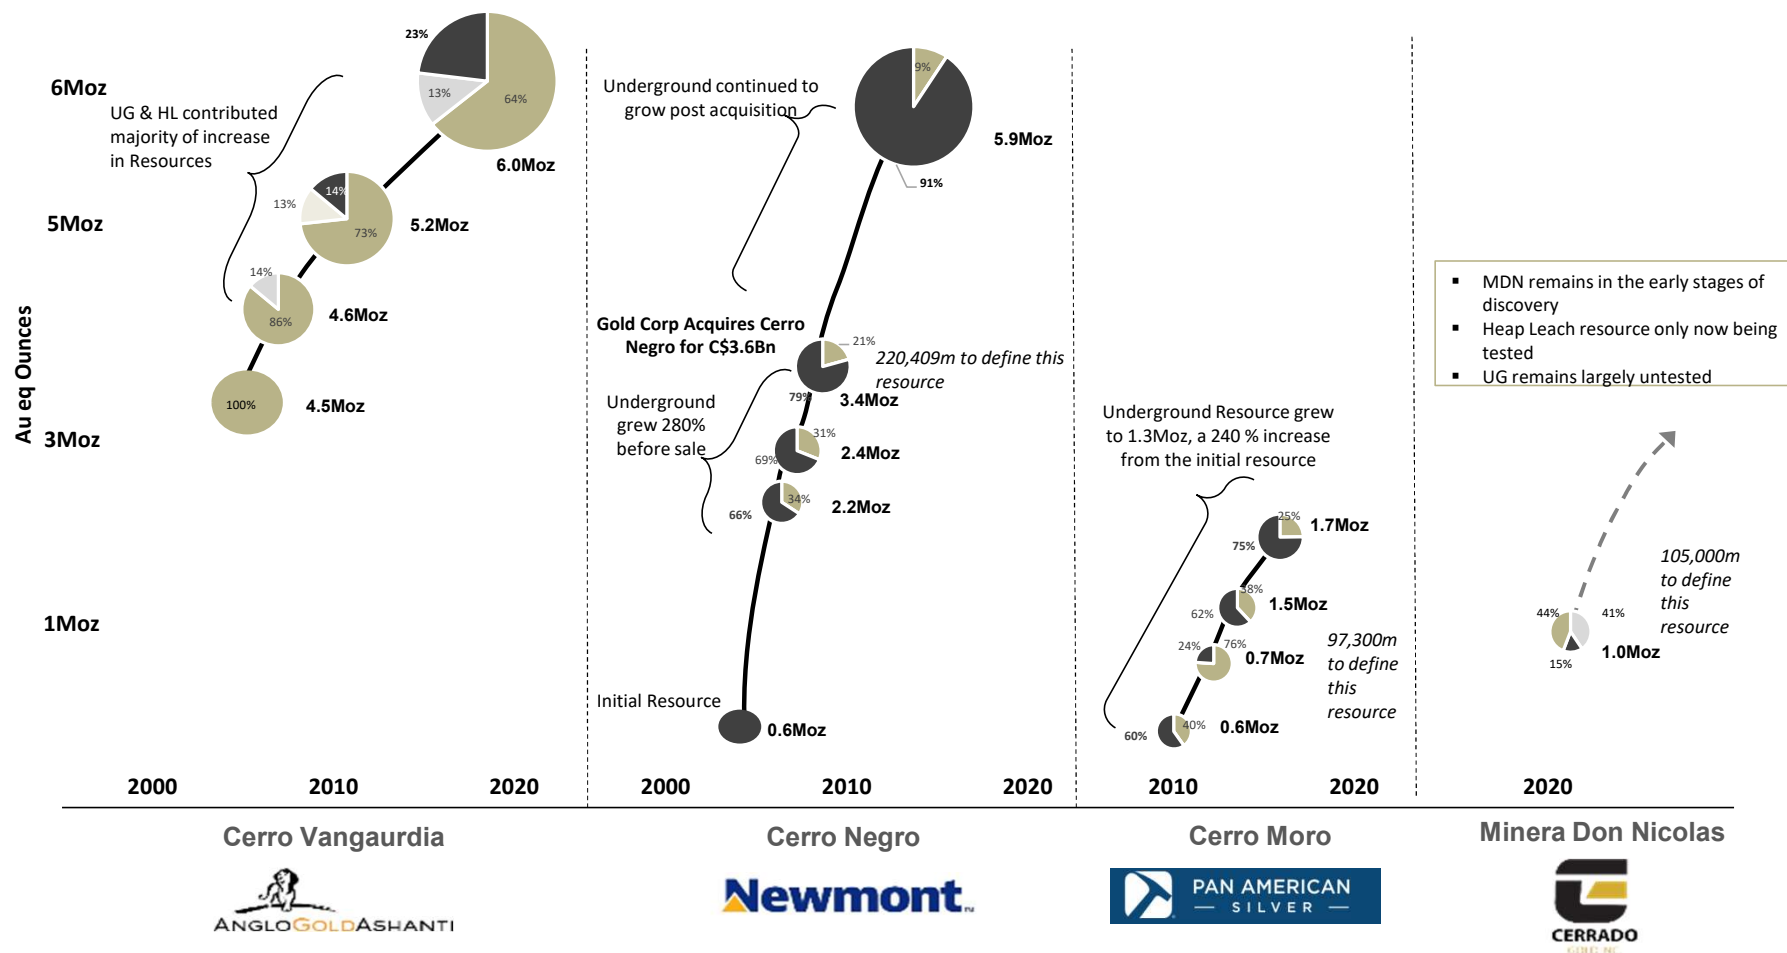 Au eq Ounces
6Moz
5Moz
3Moz
1Moz
UG & HL contributed
majority of increase
in Resources
23%
13%
64%
6.0Moz
14%
13%
73%
5.2Moz
14%
86%
4.6Moz
100%
4.5Moz
2000
2010
2020
Cerro Vangaurdia
ANGLOGOLDASHANTI
Underground continued to
grow post acquisition
9%
5.9Moz
91%
Gold Corp Acquires Cerro
Negro for C$3.6Bn
21%
220,409m to define this
resource
79%
3.4Moz
Underground
grew 280%
before sale
31%
69%
2.4Moz
34%
66%
2.2Moz
Initial Resource
0.6Moz
2000
2010
2020
Cerro Negro
Newmont
Underground Resource grew
to 1.3Moz, a 240 % increase
from the initial resource
25%
75%
1.7Moz
38%
62%
1.5Moz
24%
76%
0.7Moz
97,300m
to define
this
resource
60%
40%
0.6Moz
2010
2020
Cerro Moro
PAN AMERICAN
— SILVER —
▪ MDN remains in the early stages of
discovery
▪ Heap Leach resource only now being
tested
▪ UG remains largely untested
105,000m
to define
this
resource
44%
41%
15%
1.0Moz
2020
Minera Don Nicolas
CERRADO
GOLD INC